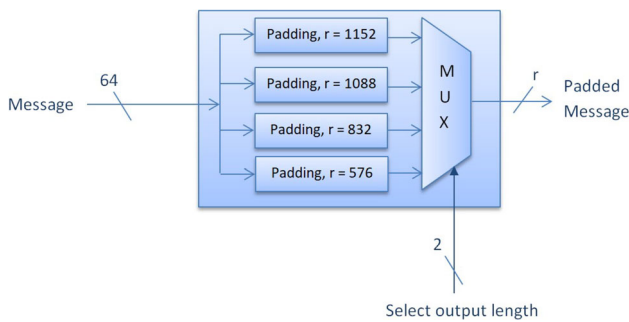 Padding, r = 1152
Padding, r = 1088
Padding, r = 832
Padding, r = 576
M
U
X
64
Message
r
Padded
Message
2
Select output length